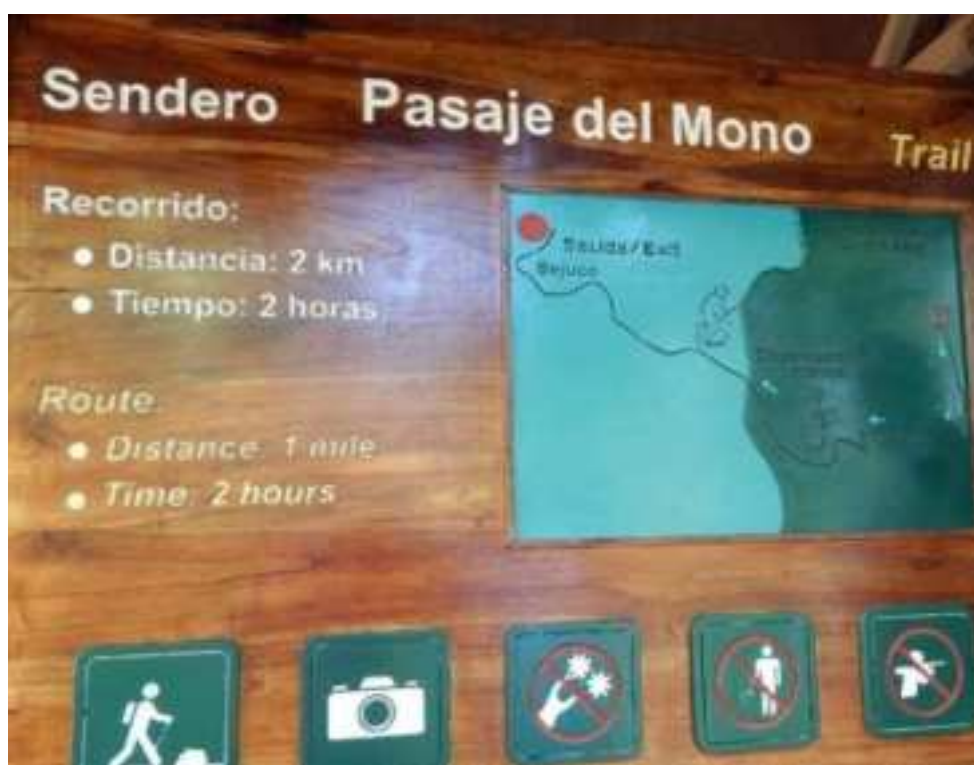 Sendero Pasaje del Mono Trail
Recorrido:
Distancia: 2 km
Tiempo: 2 horas
Route:
Distance: 1 mile
Time: 2 hours
Salida/Exit
Bejuco